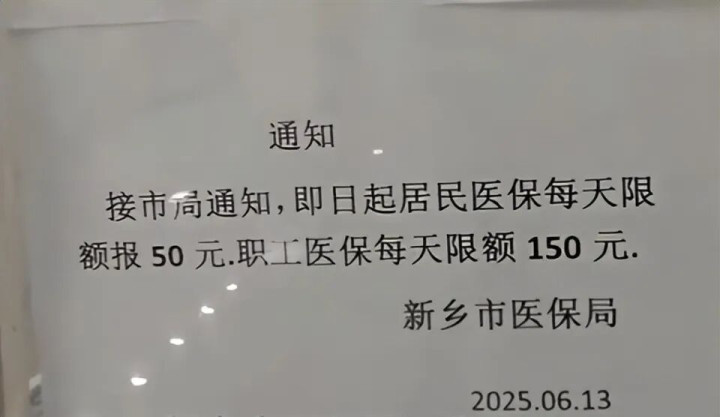 通知
接市局通知,即日起居民医保每天限
额报 50 元.职工医保每天限额 150 元.
新乡市医保局
2025.06.13